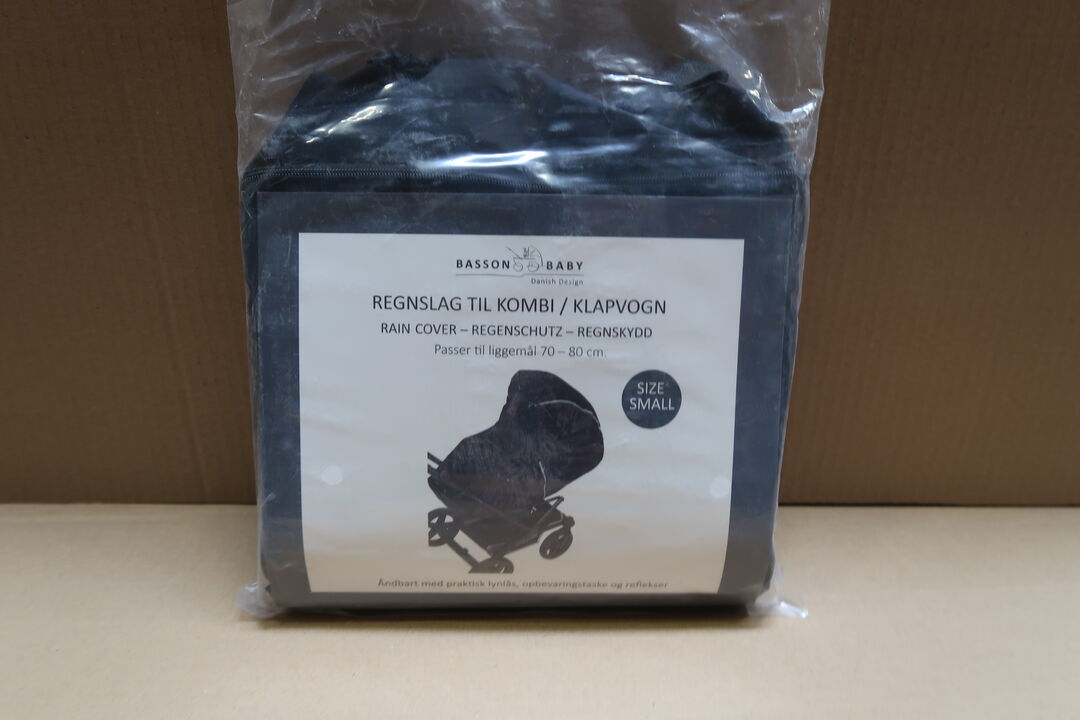 BASSON BABY
Danish Design
REGNSLAG TIL KOMBI / KLAPVOGN
RAIN COVER – REGENSCHUTZ – REGNSKYDD
Passer til liggemål 70 – 80 cm.
SIZE
SMALL
Åndbart med praktisk lynlås, opbevaringstaske og reflekser